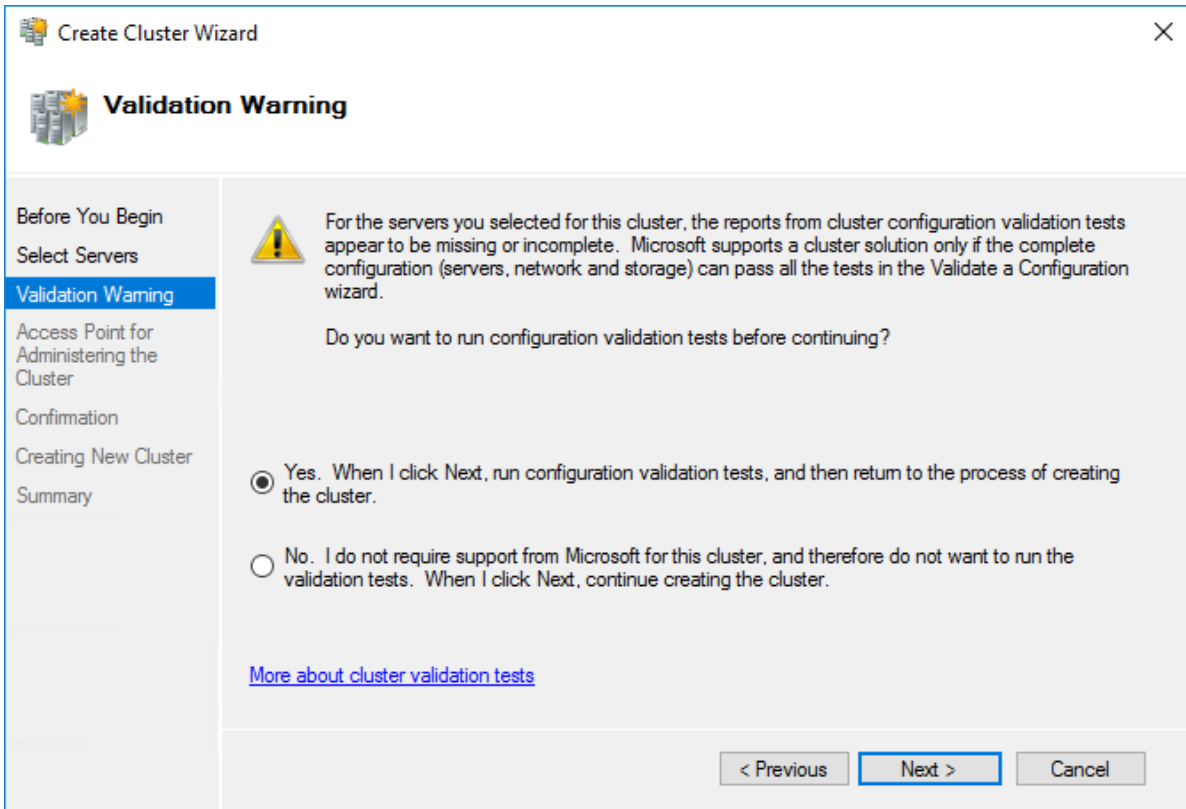 Create Cluster Wizard
Validation Warning
Before You Begin
Select Servers
Validation Warning
Access Point for
Administering the
Cluster
Confirmation
Creating New Cluster
Summary
For the servers you selected for this cluster, the reports from cluster configuration validation tests
appear to be missing or incomplete. Microsoft supports a cluster solution only if the complete
configuration (servers, network and storage) can pass all the tests in the Validate a Configuration
wizard.
Do you want to run configuration validation tests before continuing?
Yes. When I click Next, run configuration validation tests, and then return to the process of creating
the cluster.
No. I do not require support from Microsoft for this cluster, and therefore do not want to run the
validation tests. When I click Next, continue creating the cluster.
More about cluster validation tests
< Previous
Next >
Cancel